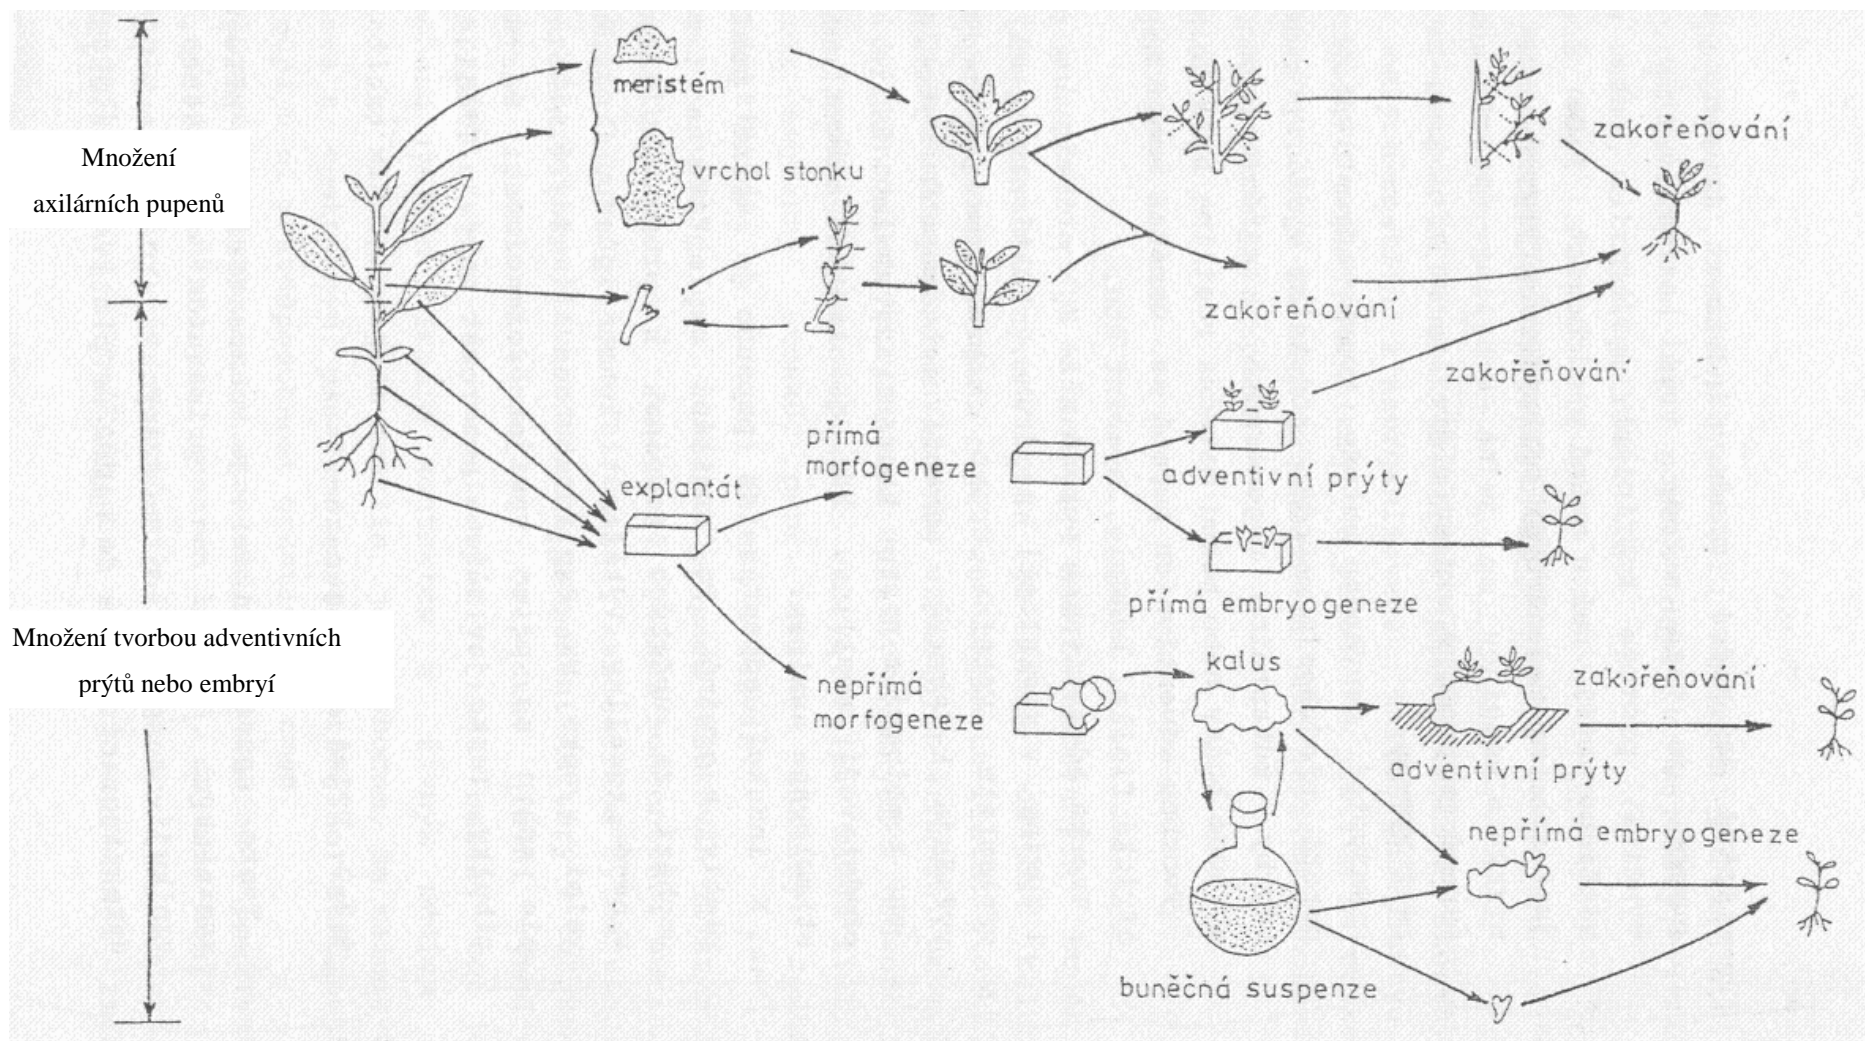 Množení
axilárních pupenů
meristém
vrchol stonku
zakořeňování
zakořeňování
zakořeňování
Množení tvorbou adventivních
prýtů nebo embryí
explantát
přímá
morfogeneze
adventivní prýty
přímá embryogeneze
nepřímá
morfogeneze
kalus
zakořeňování
adventivní prýty
nepřímá embryogeneze
buněčná suspenze